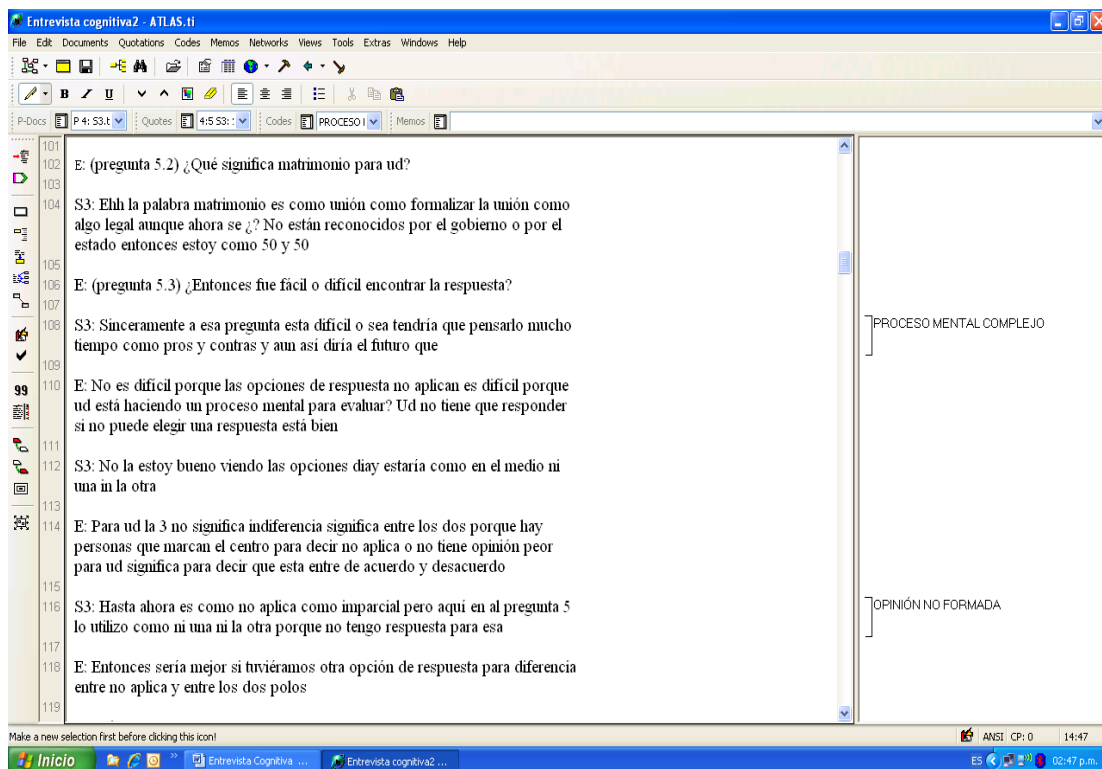 Entrevista cognitiva2 - ATLAS.ti
File Edit Documents Quotations Codes Memos Networks Views Tools Extras Windows Help
B I U
P-Docs P 4: S3.t Quotes 4:5 S3: : Codes PROCESO I Memos
101
102 E: (pregunta 5.2) ¿Qué significa matrimonio para ud?
103
104 S3: Ehh la palabra matrimonio es como unión como formalizar la unión como
algo legal aunque ahora se ¿? No están reconocidos por el gobierno o por el
estado entonces estoy como 50 y 50
105
106 E: (pregunta 5.3) ¿Entonces fue fácil o difícil encontrar la respuesta?
107
108 S3: Sinceramente a esa pregunta esta difícil o sea tendría que pensarlo mucho PROCESO MENTAL COMPLEJO
tiempo como pros y contras y aun así diría el futuro que
109
110 E: No es difícil porque las opciones de respuesta no aplican es difícil porque
ud está haciendo un proceso mental para evaluar? Ud no tiene que responder
si no puede elegir una respuesta está bien
111
112 S3: No la estoy bueno viendo las opciones diay estaría como en el medio ni
una in la otra
113
114 E: Para ud la 3 no significa indiferencia significa entre los dos porque hay
personas que marcan el centro para decir no aplica o no tiene opinión peor
para ud significa para decir que esta entre de acuerdo y desacuerdo
115
116 S3: Hasta ahora es como no aplica como imparcial pero aquí en al pregunta 5 OPINIÓN NO FORMADA
lo utilizo como ni una ni la otra porque no tengo respuesta para esa
117
118 E: Entonces sería mejor si tuviéramos otra opción de respuesta para diferencia
entre no aplica y entre los dos polos
119
99
Make a new selection first before clicking this icon! ANSI CP: 0 14:47
Inicio Entrevista Cognitiva ... Entrevista cognitiva2 ... ES 02:47 p.m.